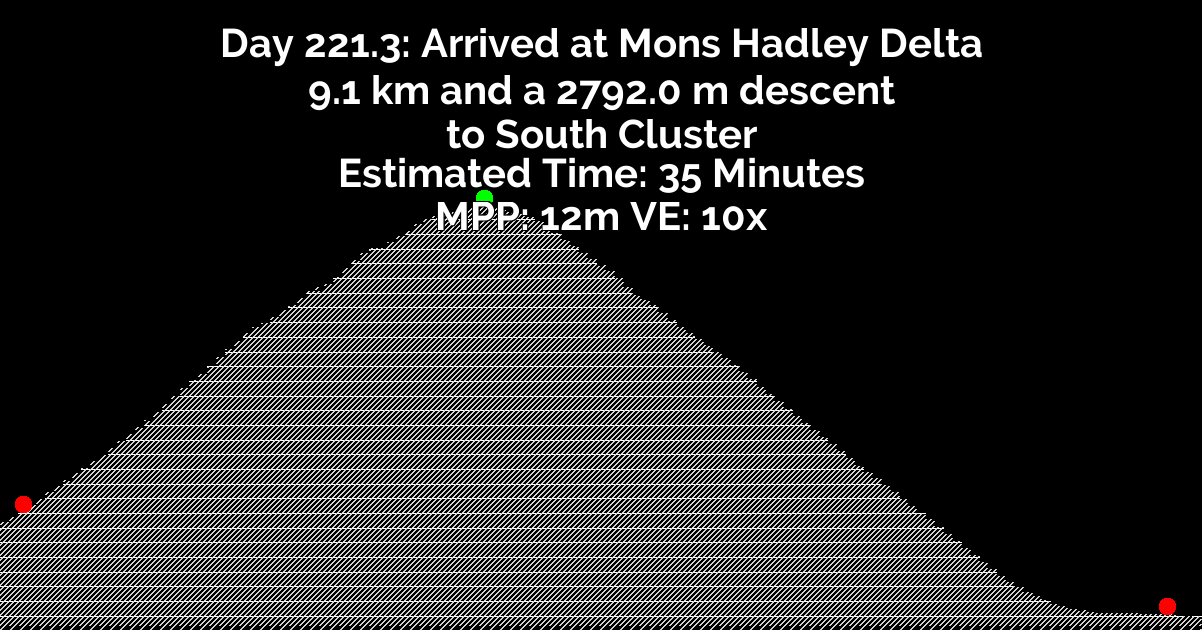 Day 221.3: Arrived at Mons Hadley Delta
9.1 km and a 2792.0 m descent
to South Cluster
Estimated Time: 35 Minutes
MPP: 12m VE: 10x